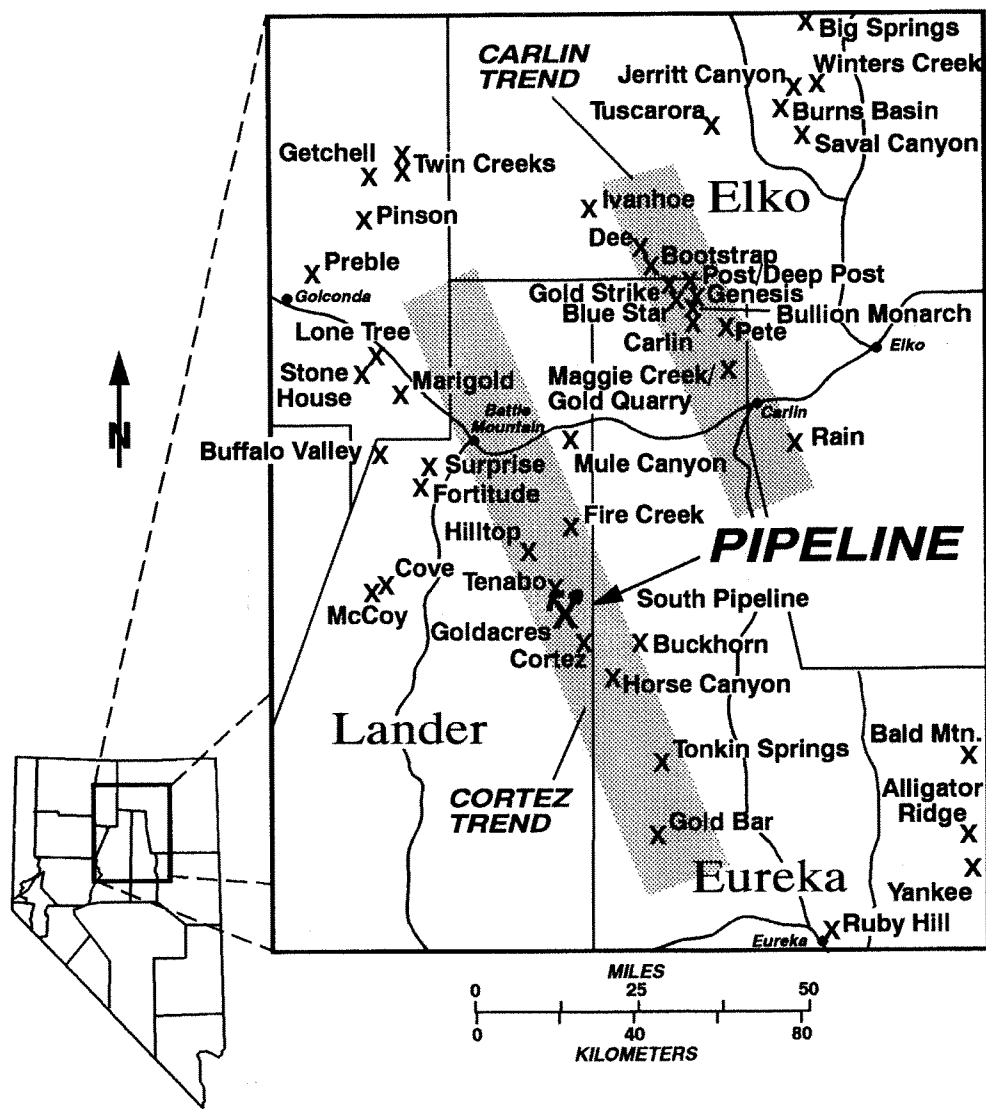 Big Springs
CARLIN
TREND
Winters Creek
Jerritt Canyon
Tuscarora
Burns Basin
Saval Canyon
Getchell
Twin Creeks
Ivanhoe
Elko
Pinson
Dee
Bootstrap
Preble
Post/Deep Post
Golconda
Gold Strike
Genesis
Blue Star
Bullion Monarch
Lone Tree
Carlin
Pete
Elko
Stone
House
Marigold
Maggie Creek/
Gold Quarry
Carlin
Battle
Mountain
N
Rain
Buffalo Valley
Surprise
Mule Canyon
Fortitude
Fire Creek
Hilltop
PIPELINE
Cove
Tenabo
McCoy
South Pipeline
Goldacres
Cortez
Buckhorn
Horse Canyon
Lander
Tonkin Springs
Bald Mtn.
CORTEZ
TREND
Alligator
Ridge
Gold Bar
Eureka
Yankee
Ruby Hill
Eureka
MILES
0 25 50
0 40 80
KILOMETERS